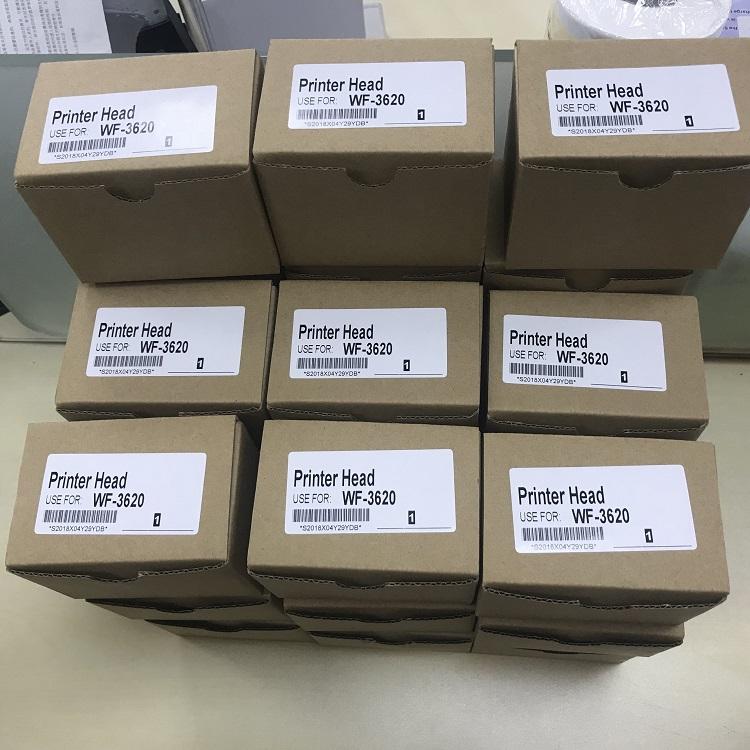 Printer Head
USE FOR: WF-3620
1
*S2018X04Y29YDB*
Printer Head
USE FOR: WF-3620
1
*S2018X04Y29YDB*
Printer Head
USE FOR: WF-3620
1
*S2018X04Y29YDB*
Printer Head
USE FOR: WF-3620
1
*S2018X04Y29YDB*
Printer Head
USE FOR: WF-3620
1
*S2018X04Y29YDB*
Printer Head
USE FOR: WF-3620
1
*S2018X04Y29YDB*
Printer Head
USE FOR: WF-3620
1
*S2018X04Y29YDB*
Printer Head
USE FOR: WF-3620
1
*S2018X04Y29YDB*
Printer Head
USE FOR: WF-3620
1
*S2018X04Y29YDB*